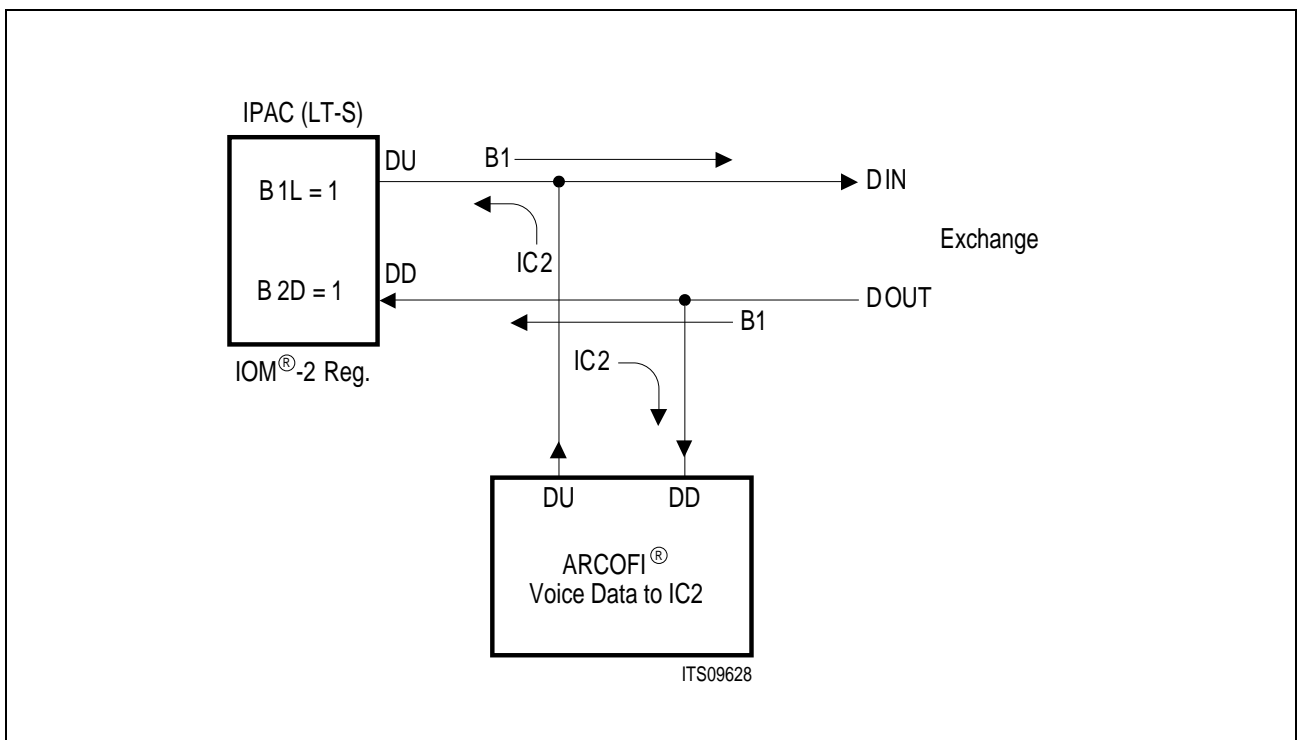 IPAC (LT-S)
DU
B1
B1L = 1
DIN
IC2
Exchange
DD
B2D = 1
DOUT
B1
IOM®-2 Reg.
IC2
DU
DD
ARCOFI®
Voice Data to IC2
ITS09628